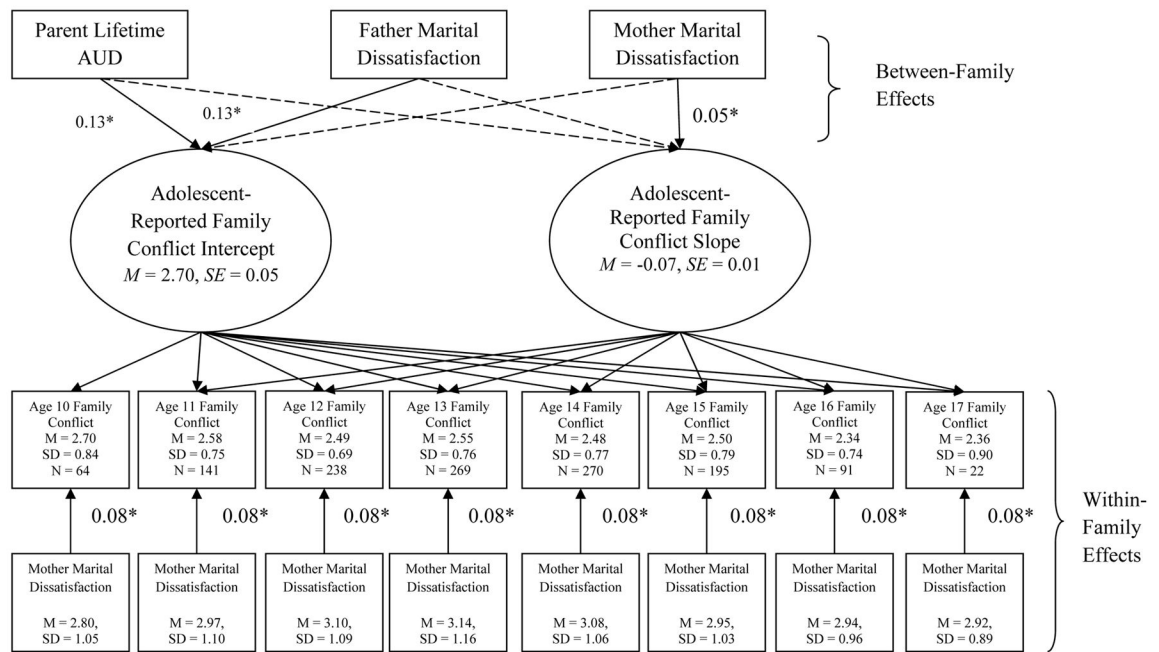 Parent Lifetime
AUD
Father Marital
Dissatisfaction
Mother Marital
Dissatisfaction
Between-Family
Effects
0.13*
0.13*
0.05*
Adolescent-
Reported Family
Conflict Intercept
M = 2.70, SE = 0.05
Adolescent-
Reported Family
Conflict Slope
M = -0.07, SE = 0.01
Age 10 Family
Conflict
M = 2.70
SD = 0.84
N = 64
Age 11 Family
Conflict
M = 2.58
SD = 0.75
N = 141
Age 12 Family
Conflict
M = 2.49
SD = 0.69
N = 238
Age 13 Family
Conflict
M = 2.55
SD = 0.76
N = 269
Age 14 Family
Conflict
M = 2.48
SD = 0.77
N = 270
Age 15 Family
Conflict
M = 2.50
SD = 0.79
N = 195
Age 16 Family
Conflict
M = 2.34
SD = 0.74
N = 91
Age 17 Family
Conflict
M = 2.36
SD = 0.90
N = 22
0.08*
0.08*
0.08*
0.08*
0.08*
0.08*
0.08*
0.08*
Within-
Family
Effects
Mother Marital
Dissatisfaction
M = 2.80,
SD = 1.05
Mother Marital
Dissatisfaction
M = 2.97,
SD = 1.10
Mother Marital
Dissatisfaction
M = 3.10,
SD = 1.09
Mother Marital
Dissatisfaction
M = 3.14,
SD = 1.16
Mother Marital
Dissatisfaction
M = 3.08,
SD = 1.06
Mother Marital
Dissatisfaction
M = 2.95,
SD = 1.03
Mother Marital
Dissatisfaction
M = 2.94,
SD = 0.96
Mother Marital
Dissatisfaction
M = 2.92,
SD = 0.89